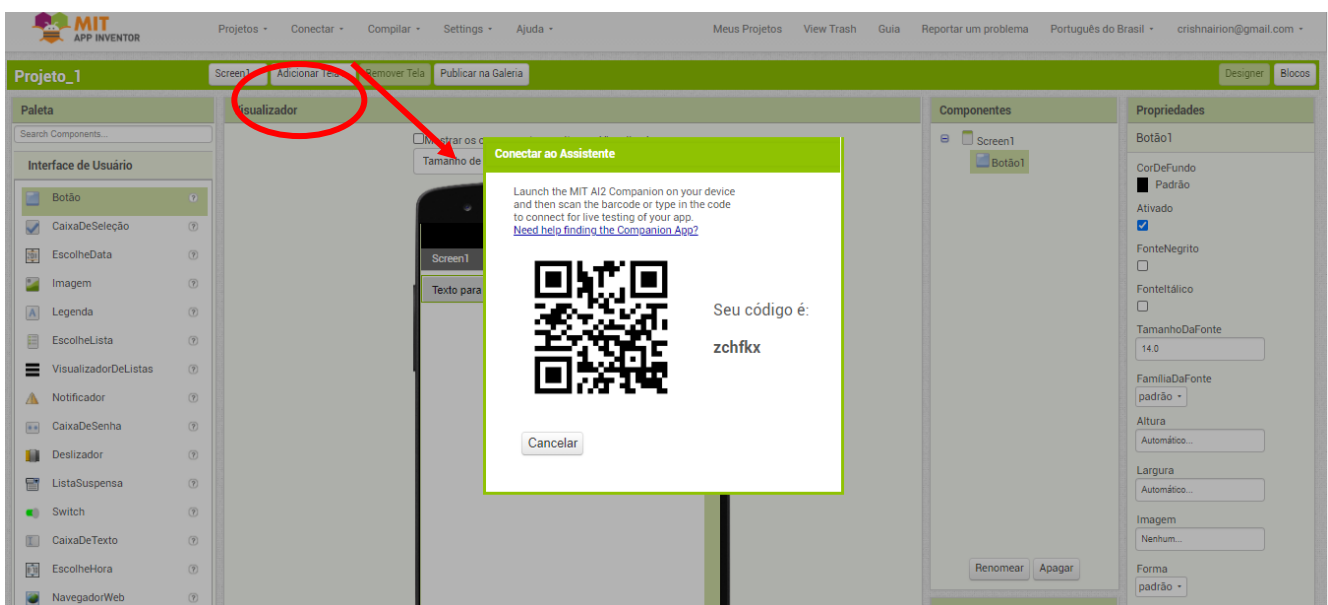 MIT
APP INVENTOR
Projetos
Conectar
Compilar
Settings
Ajuda
Meus Projetos
View Trash
Guia
Reportar um problema
Português do Brasil
crishnairion@gmail.com
Projeto_1
Screen1
Adicionar Tela
Remover Tela
Publicar na Galeria
Designer
Blocos
Paleta
Search Components...
Interface de Usuário
Botão
CaixaDeSeleção
EscolheData
Imagem
Legenda
EscolheLista
VisualizadorDeListas
Notificador
CaixaDeSenha
Deslizador
ListaSuspensa
Switch
CaixaDeTexto
EscolheHora
NavegadorWeb
Visualizador
Mostrar os
Tamanho de
Screen1
Texto para
Conectar ao Assistente
Launch the MIT AI2 Companion on your device
and then scan the barcode or type in the code
to connect for live testing of your app.
Need help finding the Companion App?
Seu código é:
zchfkx
Cancelar
Componentes
Screen1
Botão1
Renomear
Apagar
Propriedades
Botão1
CorDeFundo
Padrão
Ativado
FonteNegrito
FonteItálico
TamanhoDaFonte
14.0
FamíliaDaFonte
padrão
Altura
Automático...
Largura
Automático...
Imagem
Nenhum...
Forma
padrão